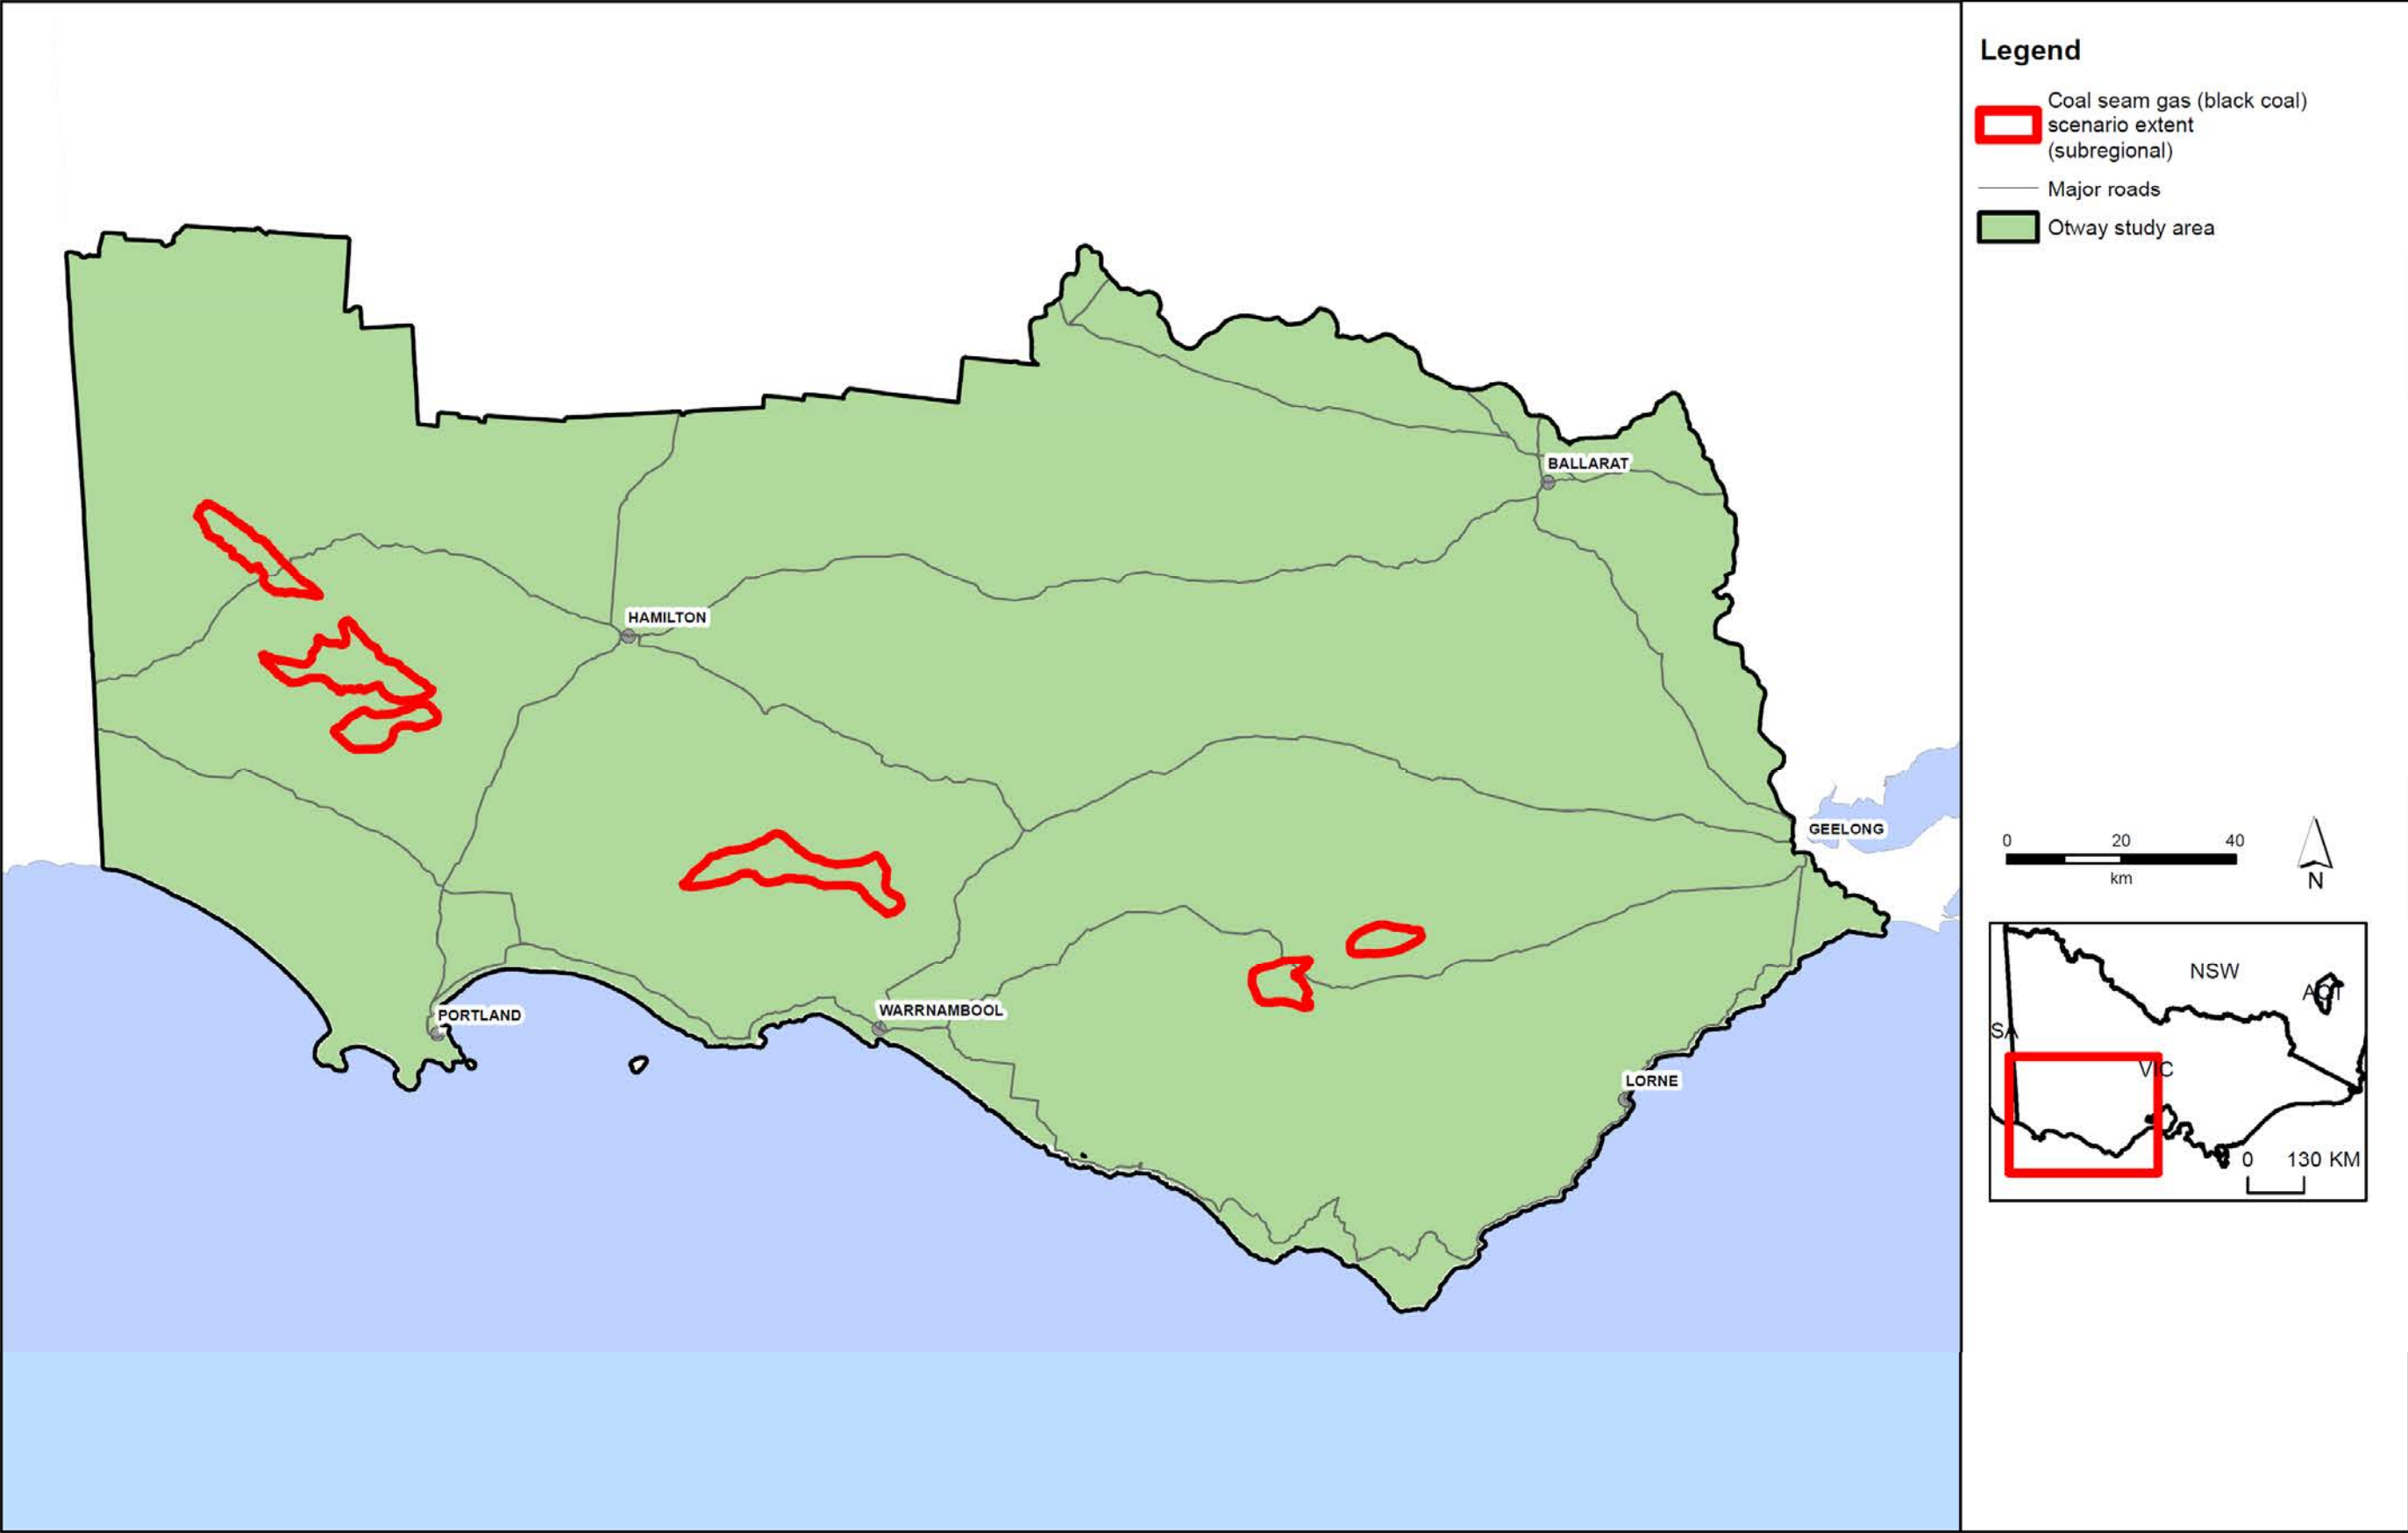 Legend
Coal seam gas (black coal)
scenario extent
(subregional)
Major roads
Otway study area
BALLARAT
HAMILTON
GEELONG
PORTLAND
WARRNAMBOOL
LORNE
0 20 40
km
N
NSW
ACT
SA
VIC
0 130 KM